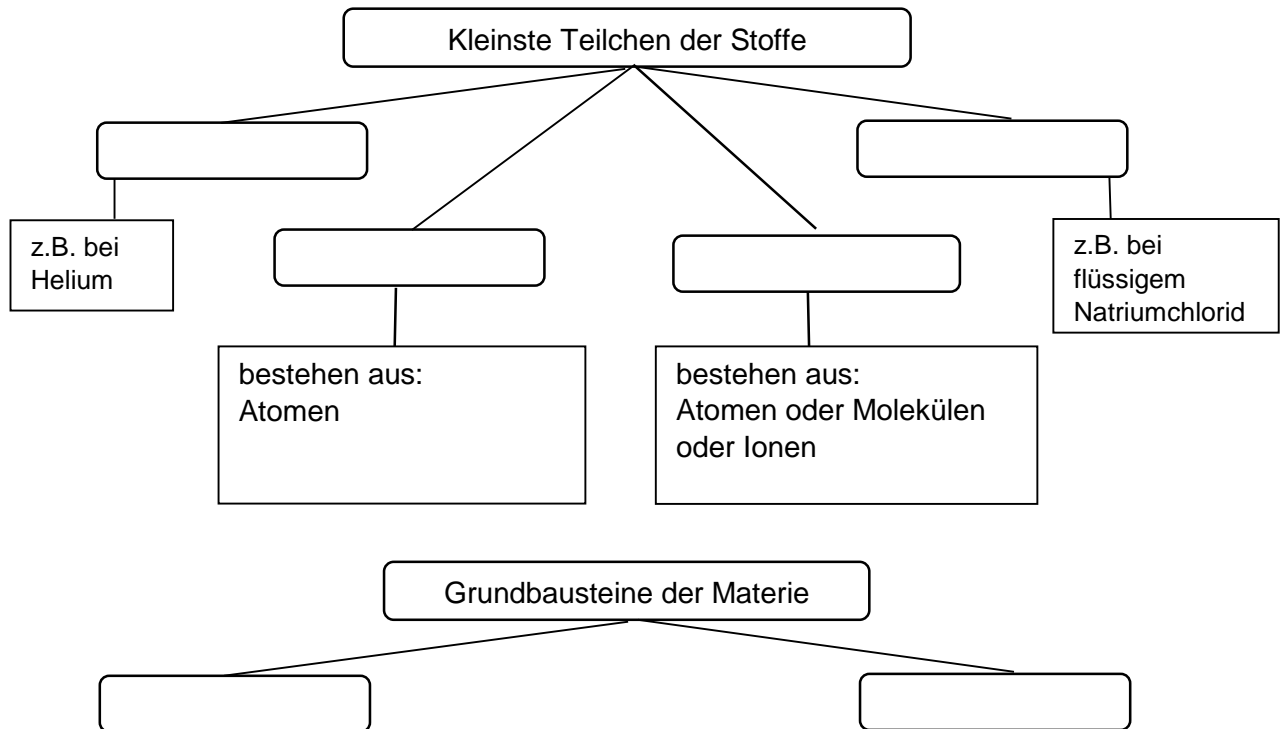 Kleinste Teilchen der Stoffe
z.B. bei
Helium
z.B. bei
flüssigem
Natriumchlorid
bestehen aus:
Atomen
bestehen aus:
Atomen oder Molekülen
oder Ionen
Grundbausteine der Materie